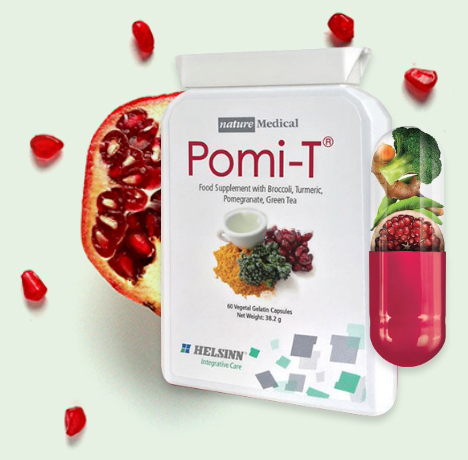 nature Medical
Pomi-T®
Food Supplement with Broccoli, Turmeric,
Pomegranate, Green Tea
60 Vegetal Gelatin Capsules
Net Weight: 38.2 g
HELSINN
Integrative Care